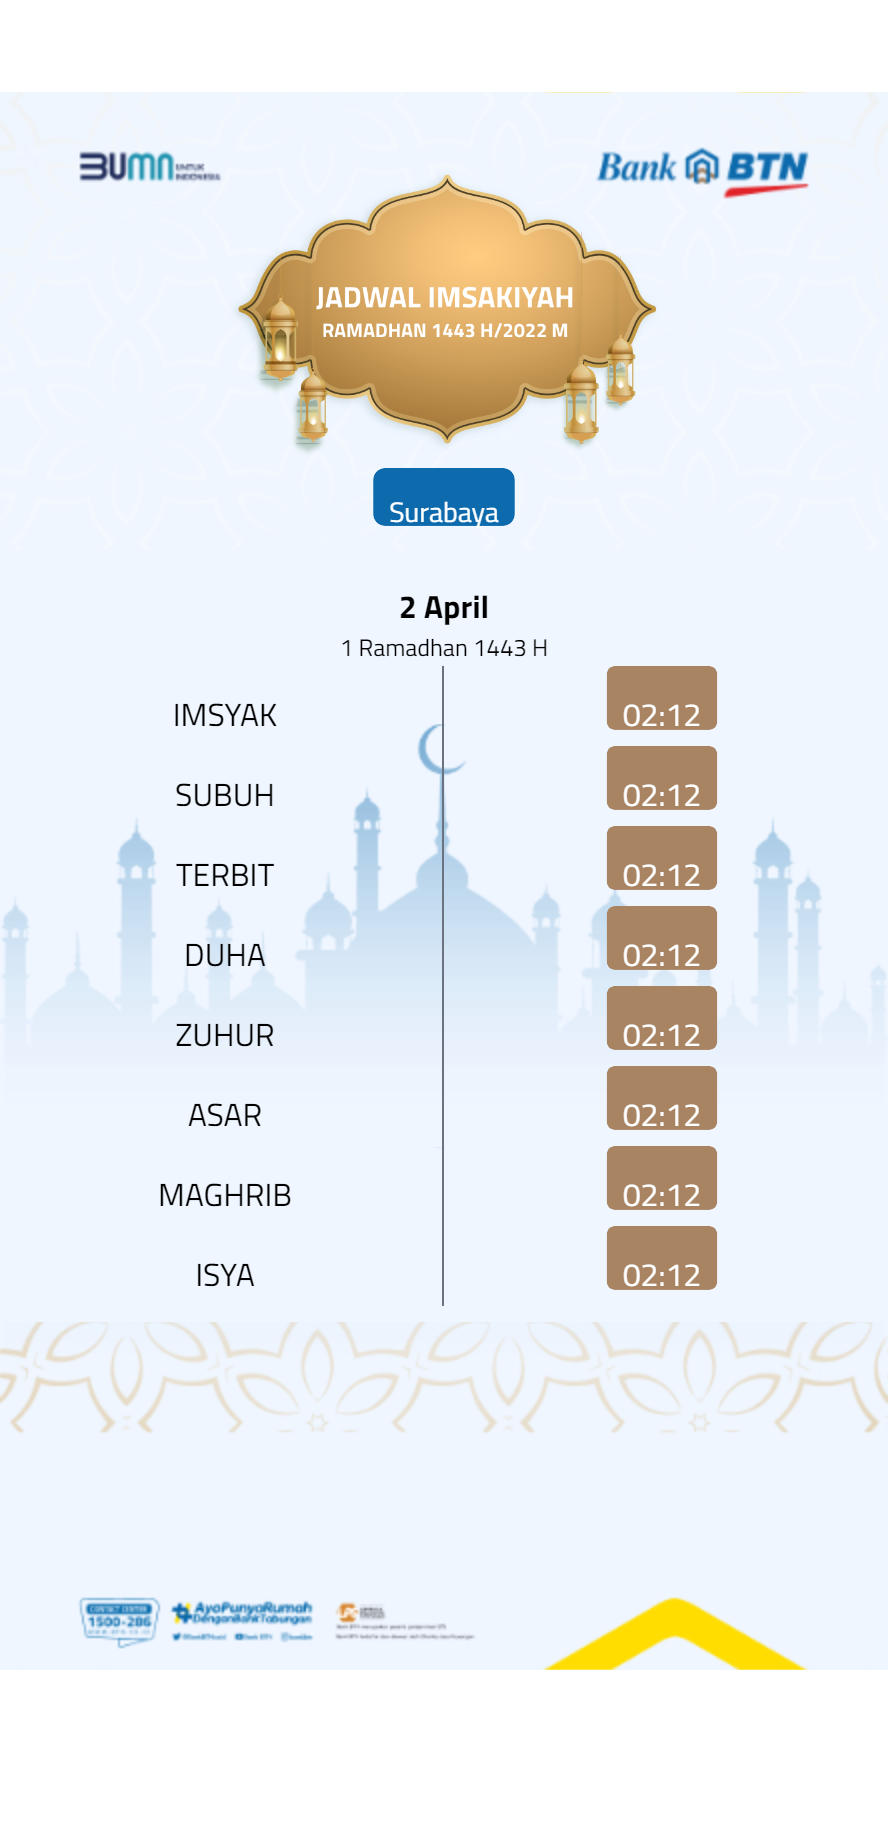 BUMN UNTUK INDONESIA
Bank BTN
JADWAL IMSAKIYAH
RAMADHAN 1443 H/2022 M
Surabaya
2 April
1 Ramadhan 1443 H
IMSYAK 02:12
SUBUH 02:12
TERBIT 02:12
DUHA 02:12
ZUHUR 02:12
ASAR 02:12
MAGHRIB 02:12
ISYA 02:12
CONTACT CENTER
1500-286
AyoPunyaRumah
DenganBankTabungan